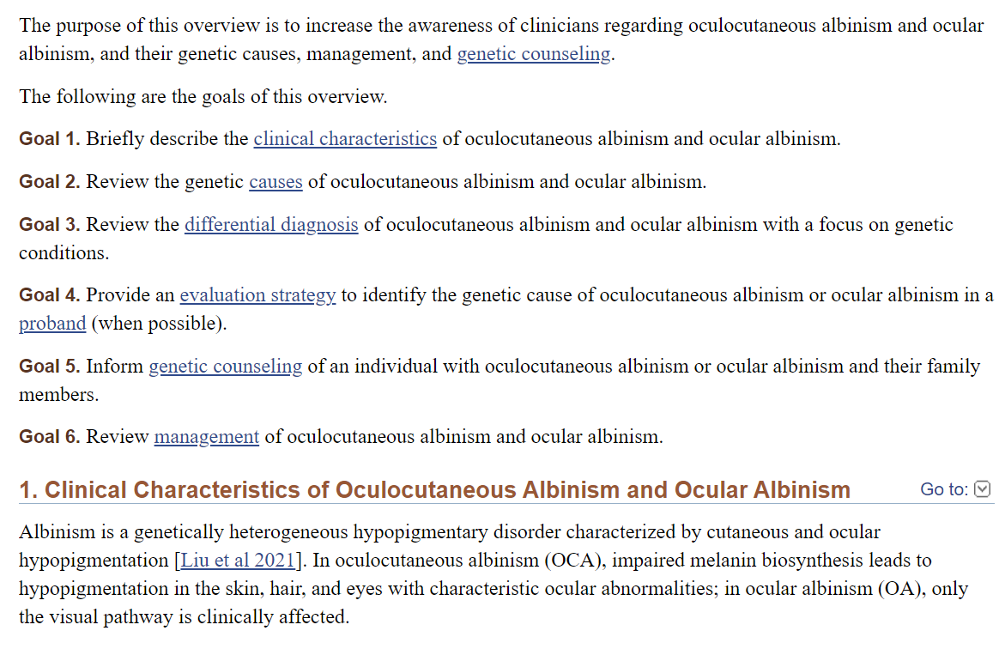 The purpose of this overview is to increase the awareness of clinicians regarding oculocutaneous albinism and ocular
albinism, and their genetic causes, management, and genetic counseling.
The following are the goals of this overview.
Goal 1. Briefly describe the clinical characteristics of oculocutaneous albinism and ocular albinism.
Goal 2. Review the genetic causes of oculocutaneous albinism and ocular albinism.
Goal 3. Review the differential diagnosis of oculocutaneous albinism and ocular albinism with a focus on genetic
conditions.
Goal 4. Provide an evaluation strategy to identify the genetic cause of oculocutaneous albinism or ocular albinism in a
proband (when possible).
Goal 5. Inform genetic counseling of an individual with oculocutaneous albinism or ocular albinism and their family
members.
Goal 6. Review management of oculocutaneous albinism and ocular albinism.
1. Clinical Characteristics of Oculocutaneous Albinism and Ocular Albinism Go to:
Albinism is a genetically heterogeneous hypopigmentary disorder characterized by cutaneous and ocular
hypopigmentation [Liu et al 2021]. In oculocutaneous albinism (OCA), impaired melanin biosynthesis leads to
hypopigmentation in the skin, hair, and eyes with characteristic ocular abnormalities; in ocular albinism (OA), only
the visual pathway is clinically affected.